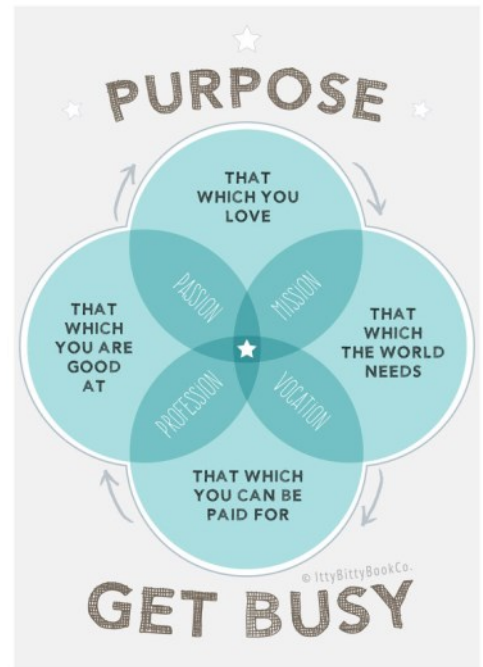 PURPOSE
THAT
WHICH YOU
LOVE
PASSION
MISSION
THAT
WHICH
YOU ARE
GOOD
AT
THAT
WHICH
THE WORLD
NEEDS
PROFESSION
VOCATION
THAT WHICH
YOU CAN BE
PAID FOR
© IttyBittyBookCo.
GET BUSY